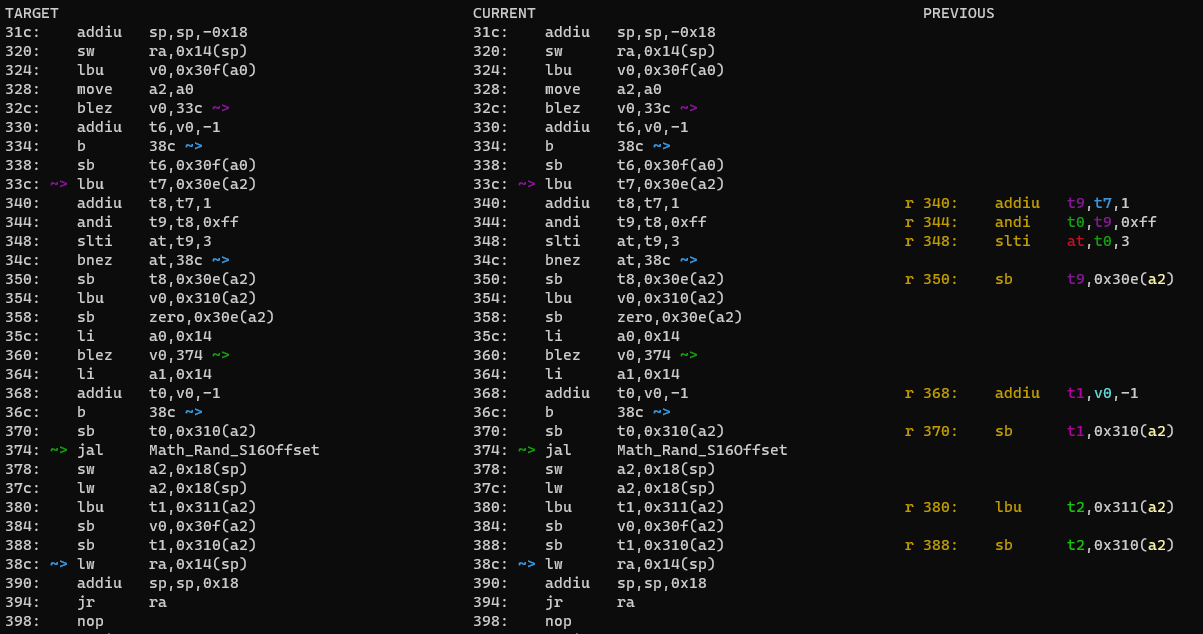 TARGET CURRENT PREVIOUS
31c: addiu sp,sp,-0x18 31c: addiu sp,sp,-0x18
320: sw ra,0x14(sp) 320: sw ra,0x14(sp)
324: lbu v0,0x30f(a0) 324: lbu v0,0x30f(a0)
328: move a2,a0 328: move a2,a0
32c: blez v0,33c ~> 32c: blez v0,33c ~>
330: addiu t6,v0,-1 330: addiu t6,v0,-1
334: b 38c ~> 334: b 38c ~>
338: sb t6,0x30f(a0) 338: sb t6,0x30f(a0)
33c: ~> lbu t7,0x30e(a2) 33c: ~> lbu t7,0x30e(a2)
340: addiu t8,t7,1 340: addiu t8,t7,1 r 340: addiu t9,t7,1
344: andi t9,t8,0xff 344: andi t9,t8,0xff r 344: andi t0,t9,0xff
348: slti at,t9,3 348: slti at,t9,3 r 348: slti at,t0,3
34c: bnez at,38c ~> 34c: bnez at,38c ~>
350: sb t8,0x30e(a2) 350: sb t8,0x30e(a2) r 350: sb t9,0x30e(a2)
354: lbu v0,0x310(a2) 354: lbu v0,0x310(a2)
358: sb zero,0x30e(a2) 358: sb zero,0x30e(a2)
35c: li a0,0x14 35c: li a0,0x14
360: blez v0,374 ~> 360: blez v0,374 ~>
364: li a1,0x14 364: li a1,0x14
368: addiu t0,v0,-1 368: addiu t0,v0,-1 r 368: addiu t1,v0,-1
36c: b 38c ~> 36c: b 38c ~>
370: sb t0,0x310(a2) 370: sb t0,0x310(a2) r 370: sb t1,0x310(a2)
374: ~> jal Math_Rand_S16Offset 374: ~> jal Math_Rand_S16Offset
378: sw a2,0x18(sp) 378: sw a2,0x18(sp)
37c: lw a2,0x18(sp) 37c: lw a2,0x18(sp)
380: lbu t1,0x311(a2) 380: lbu t1,0x311(a2) r 380: lbu t2,0x311(a2)
384: sb v0,0x30f(a2) 384: sb v0,0x30f(a2)
388: sb t1,0x310(a2) 388: sb t1,0x310(a2) r 388: sb t2,0x310(a2)
38c: ~> lw ra,0x14(sp) 38c: ~> lw ra,0x14(sp)
390: addiu sp,sp,0x18 390: addiu sp,sp,0x18
394: jr ra 394: jr ra
398: nop 398: nop